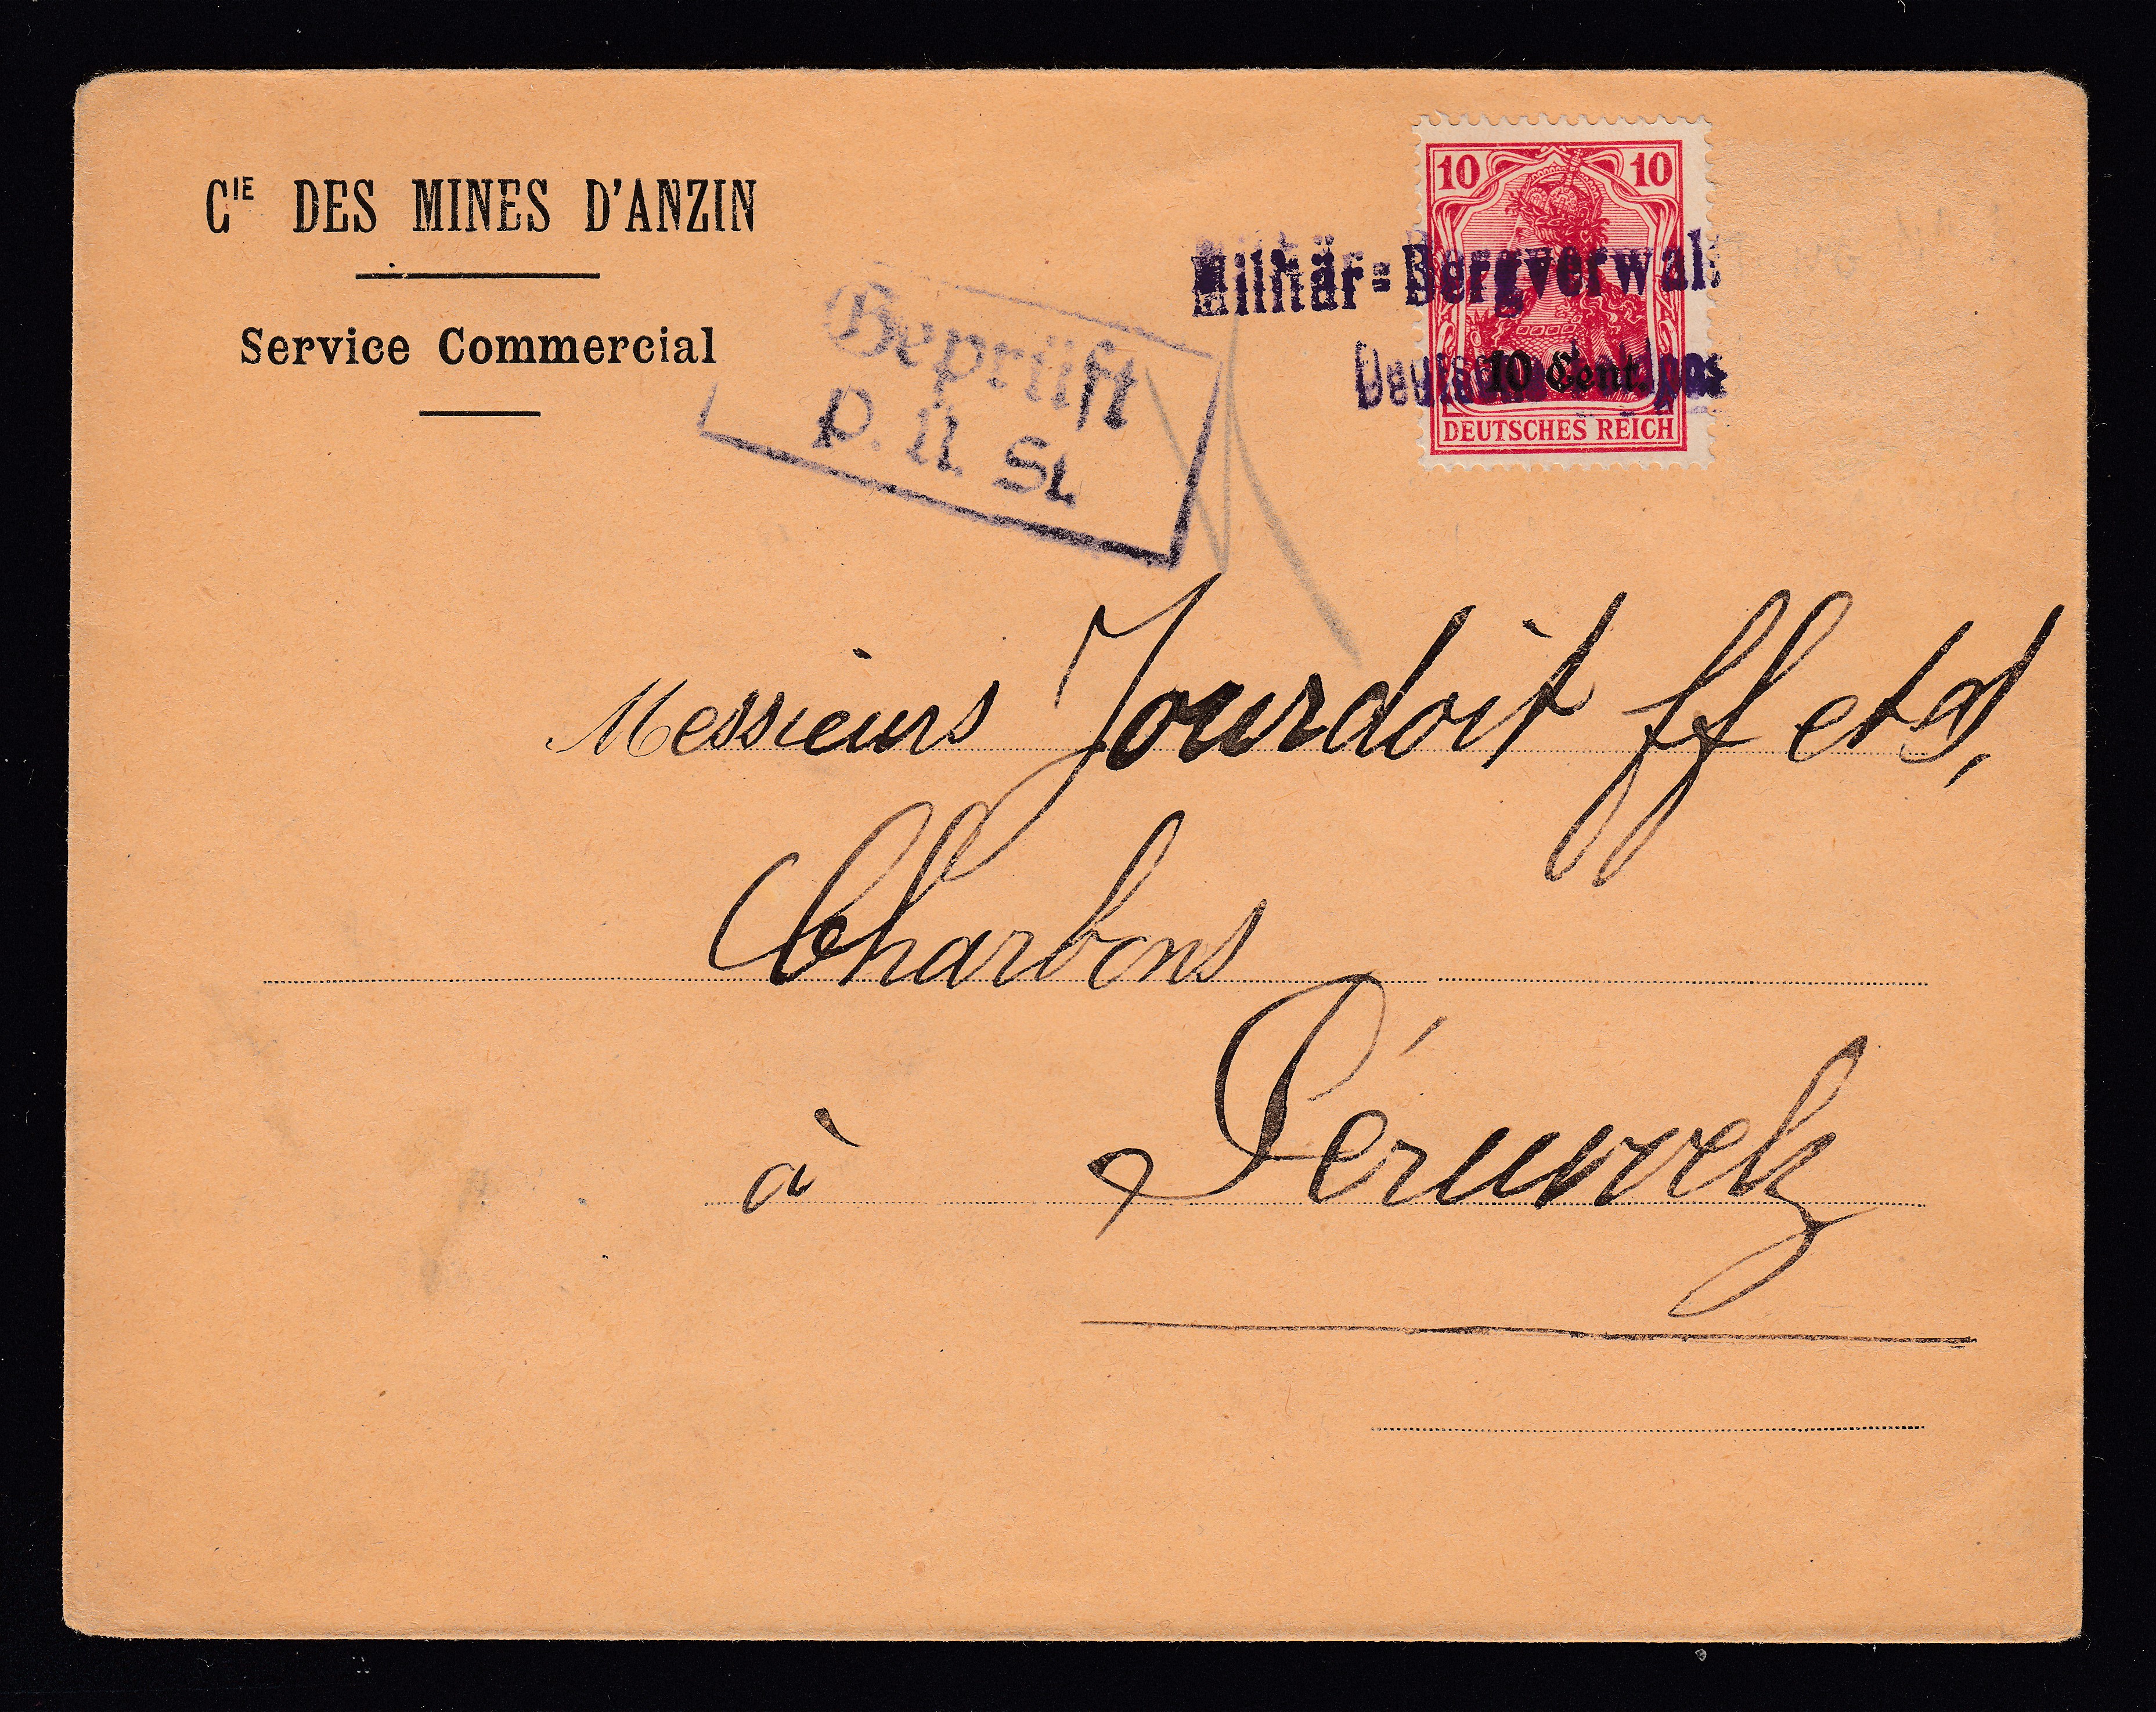 CIE DES MINES D'ANZIN
Service Commercial
Geprüft
P. Ü. St.
10 10
Militär=Bergverwalt
10 Cent.
DEUTSCHES REICH
Messieurs Jourdoit ff et
Charbons
à Péruwelz